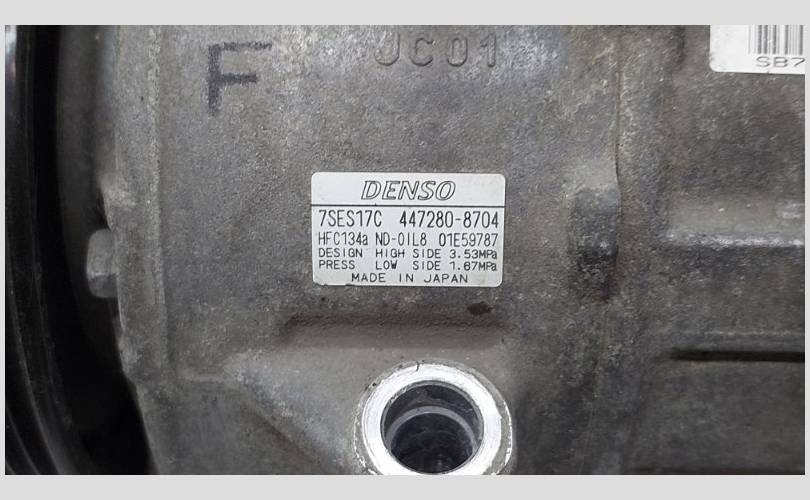 F
JC01
SB7
DENSO
7SES17C 447280-8704
HFC134a ND-OIL8 01E59787
DESIGN HIGH SIDE 3.53MPa
PRESS LOW SIDE 1.67MPa
MADE IN JAPAN